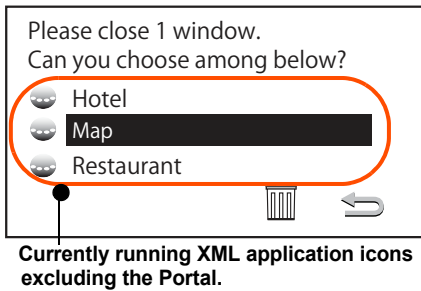 Please close 1 window.
Can you choose among below?
Hotel
Map
Restaurant
Currently running XML application icons
excluding the Portal.